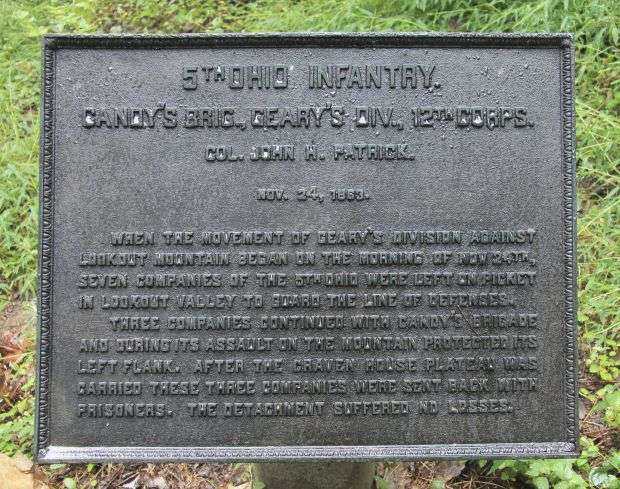 5TH OHIO INFANTRY.
CANDY'S BRIG., GEARY'S DIV., 12TH CORPS.
COL. JOHN H. PATRICK.
NOV. 24, 1863.
WHEN THE MOVEMENT OF GEARY'S DIVISION AGAINST
LOOKOUT MOUNTAIN BEGAN ON THE MORNING OF NOV 24TH,
SEVEN COMPANIES OF THE 5TH OHIO WERE LEFT ON PICKET
IN LOOKOUT VALLEY TO GUARD THE LINE OF DEFENSES.
THREE COMPANIES CONTINUED WITH CANDY'S BRIGADE
AND DURING ITS ASSAULT ON THE MOUNTAIN PROTECTED ITS
LEFT FLANK. AFTER THE CRAVEN HOUSE PLATEAU WAS
CARRIED THESE THREE COMPANIES WERE SENT BACK WITH
PRISONERS. THE DETACHMENT SUFFERED NO LOSSES.